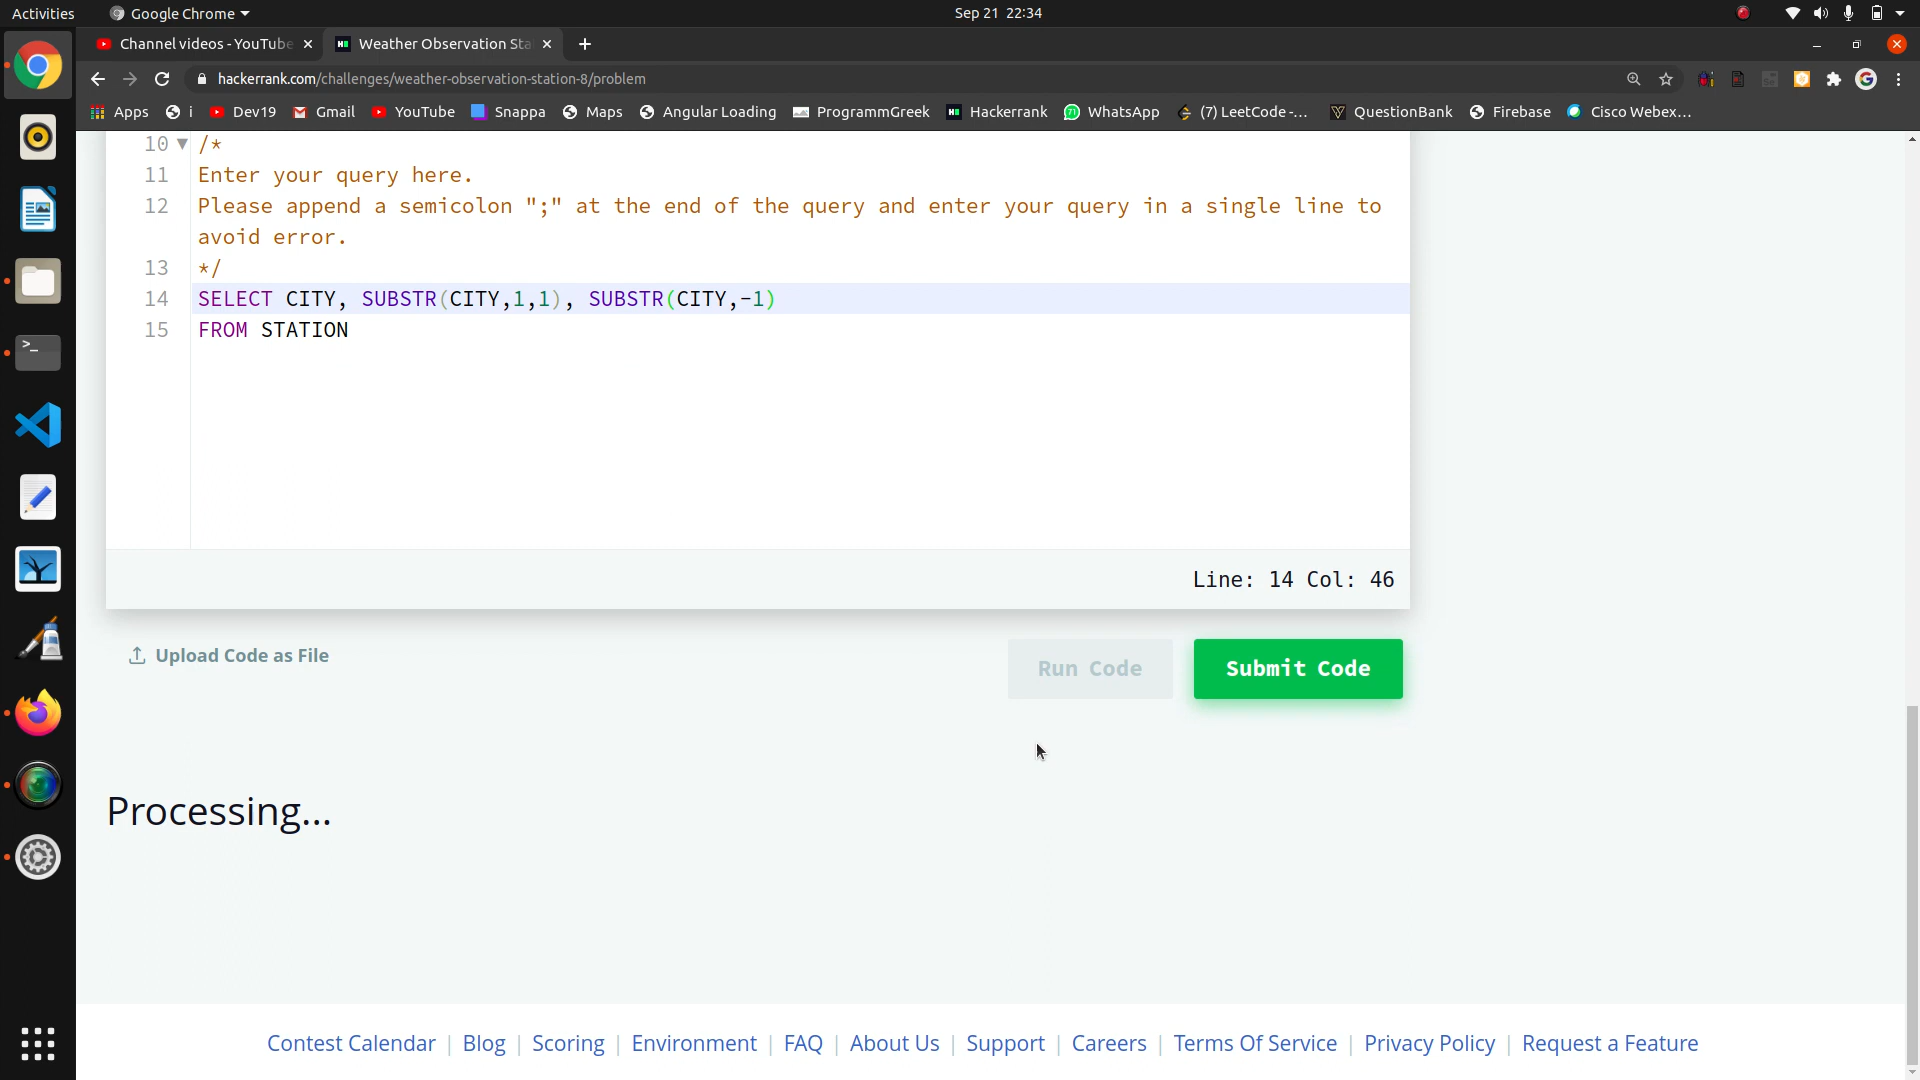 Activities
Google Chrome
Sep 21 22:34
Channel videos - YouTube
Weather Observation Sta
hackerrank.com/challenges/weather-observation-station-8/problem
Apps
i
Dev19
Gmail
YouTube
Snappa
Maps
Angular Loading
ProgrammGreek
Hackerrank
WhatsApp
(7) LeetCode -...
QuestionBank
Firebase
Cisco Webex...
10 /*
11 Enter your query here.
12 Please append a semicolon ";" at the end of the query and enter your query in a single line to
avoid error.
13 */
14 SELECT CITY, SUBSTR(CITY,1,1), SUBSTR(CITY,-1)
15 FROM STATION
Line: 14 Col: 46
Upload Code as File
Run Code
Submit Code
Processing...
Contest Calendar | Blog | Scoring | Environment | FAQ | About Us | Support | Careers | Terms Of Service | Privacy Policy | Request a Feature